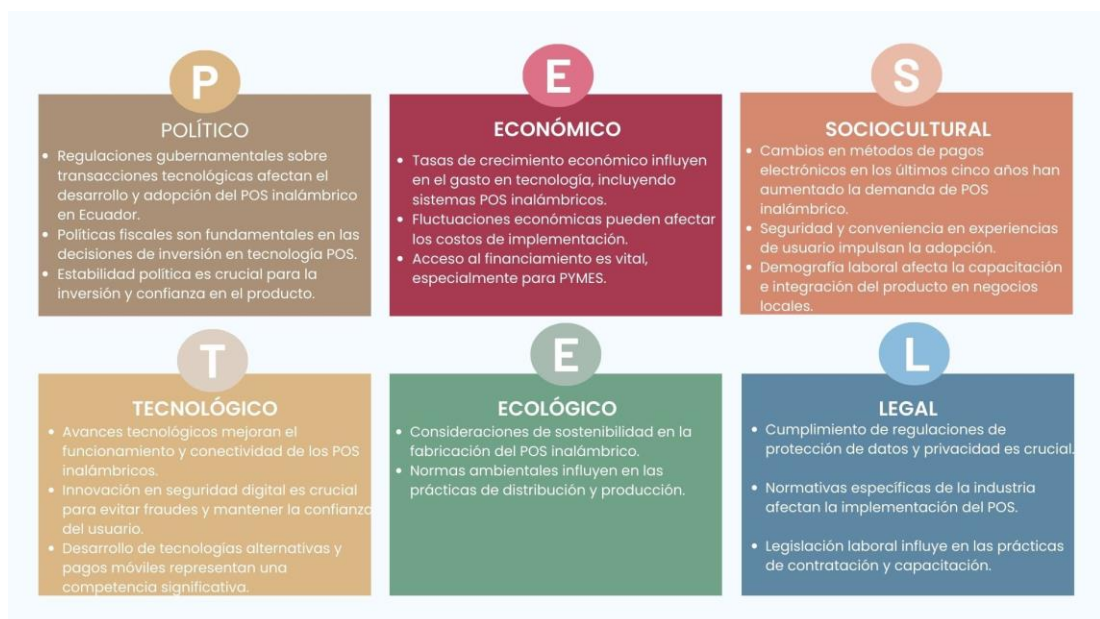 P
POLÍTICO
• Regulaciones gubernamentales sobre
transacciones tecnológicas afectan el
desarrollo y adopción del POS inalámbrico
en Ecuador.
• Políticas fiscales son fundamentales en las
decisiones de inversión en tecnología POS.
• Estabilidad política es crucial para la
inversión y confianza en el producto.
E
ECONÓMICO
• Tasas de crecimiento económico influyen
en el gasto en tecnología, incluyendo
sistemas POS inalámbricos.
• Fluctuaciones económicas pueden afectar
los costos de implementación.
• Acceso al financiamiento es vital,
especialmente para PYMES.
S
SOCIOCULTURAL
• Cambios en métodos de pagos
electrónicos en los últimos cinco años han
aumentado la demanda de POS
inalámbrico.
• Seguridad y conveniencia en experiencias
de usuario impulsan la adopción.
• Demografía laboral afecta la capacitación
e integración del producto en negocios
locales.
T
TECNOLÓGICO
• Avances tecnológicos mejoran el
funcionamiento y conectividad de los POS
inalámbricos.
• Innovación en seguridad digital es crucial
para evitar fraudes y mantener la confianza
del usuario.
• Desarrollo de tecnologías alternativas y
pagos móviles representan una
competencia significativa.
E
ECOLÓGICO
• Consideraciones de sostenibilidad en la
fabricación del POS inalámbrico.
• Normas ambientales influyen en las
prácticas de distribución y producción.
L
LEGAL
• Cumplimiento de regulaciones de
protección de datos y privacidad es crucial.
• Normativas específicas de la industria
afectan la implementación del POS.
• Legislación laboral influye en las prácticas
de contratación y capacitación.